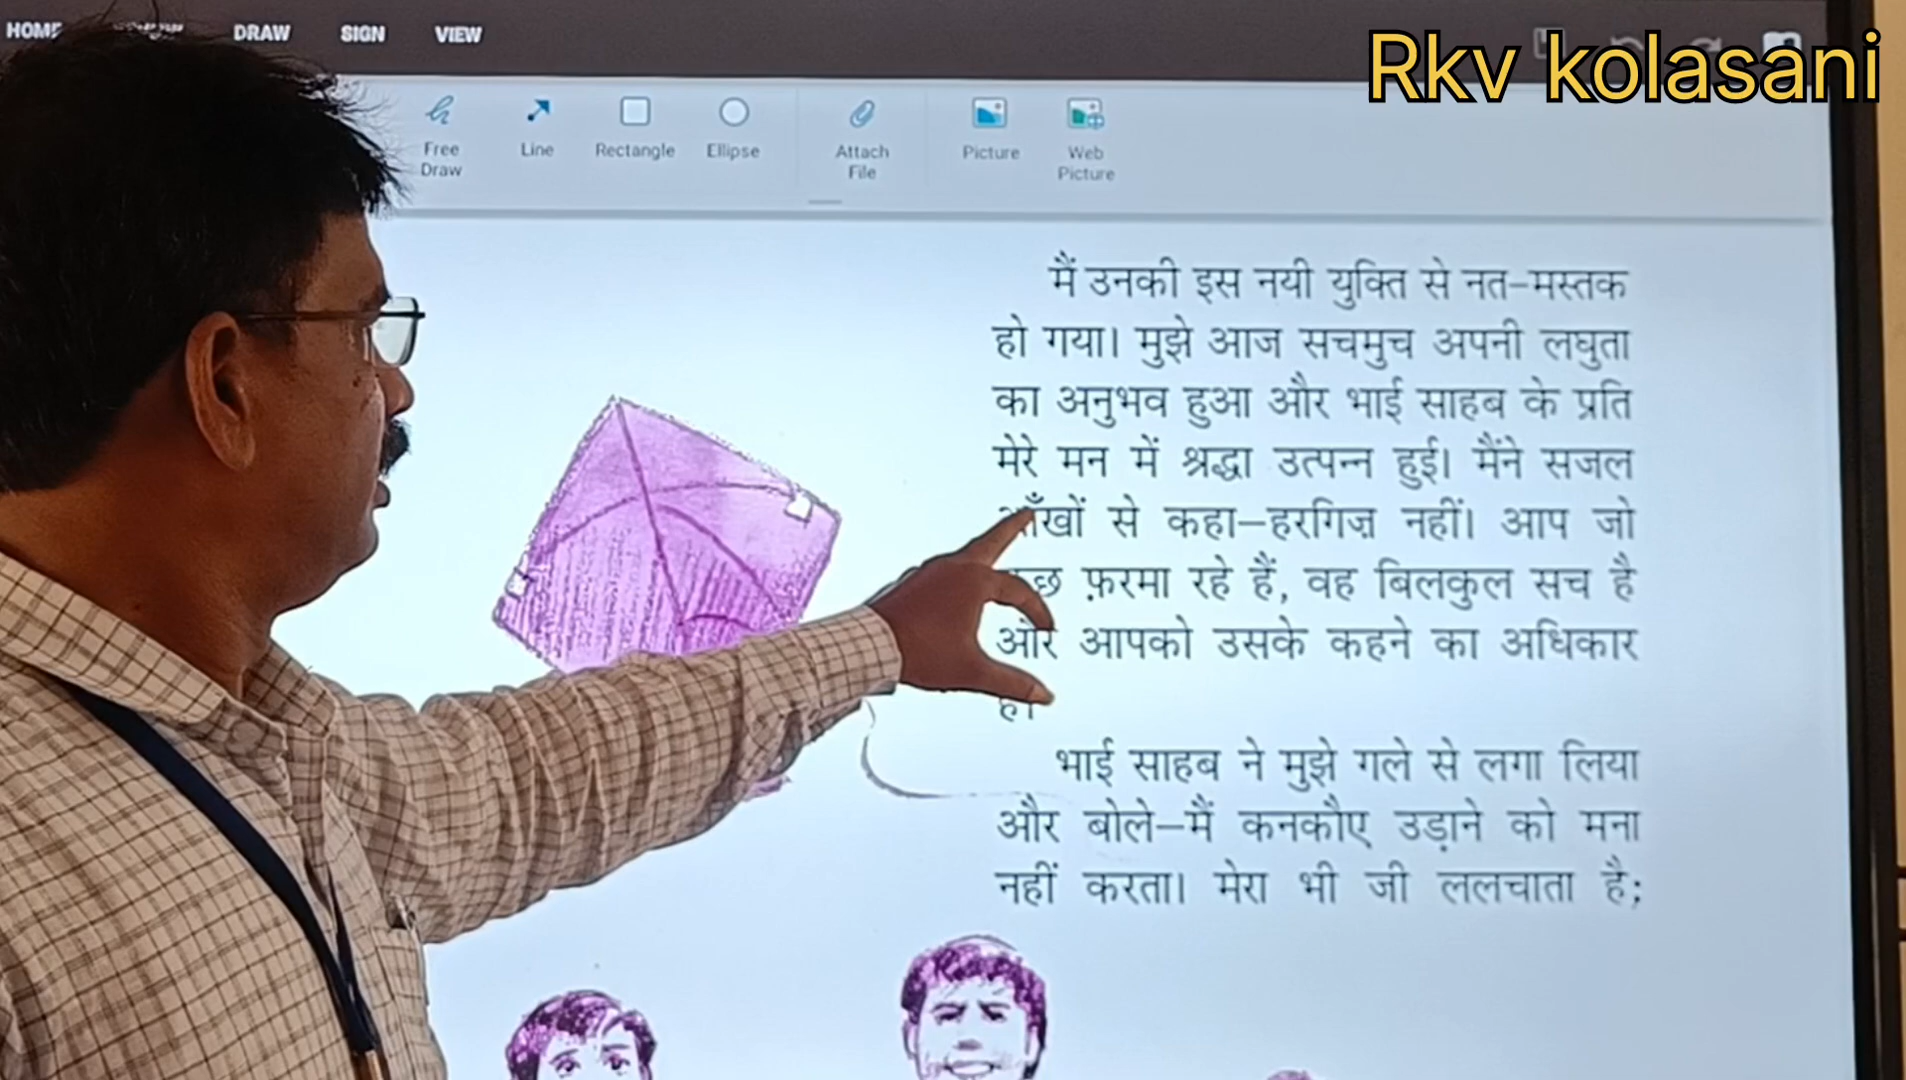 HOME
DRAW
SIGN
VIEW
Rkv kolasani
Free
Draw
Line
Rectangle
Ellipse
Attach
File
Picture
Web
Picture
मैं उनकी इस नयी युक्ति से नत-मस्तक
हो गया। मुझे आज सचमुच अपनी लघुता
का अनुभव हुआ और भाई साहब के प्रति
मेरे मन में श्रद्धा उत्पन्न हुई। मैंने सजल
से कहा—हरगिज़ नहीं। आप जो
फ़रमा रहे हैं, वह बिलकुल सच है
और आपको उसके कहने का अधिकार
भाई साहब ने मुझे गले से लगा लिया
और बोले—मैं कनकौए उड़ाने को मना
नहीं करता। मेरा भी जी ललचाता है;